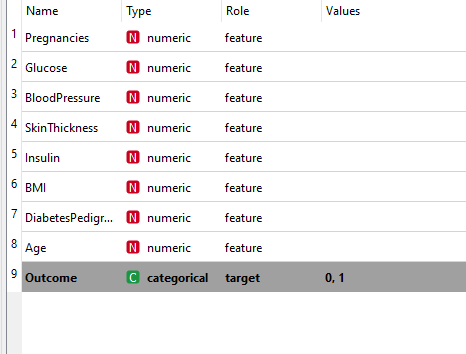 Name Type Role Values
1 Pregnancies N numeric feature
2 Glucose N numeric feature
3 BloodPressure N numeric feature
4 SkinThickness N numeric feature
5 Insulin N numeric feature
6 BMI N numeric feature
7 DiabetesPedigr... N numeric feature
8 Age N numeric feature
9 Outcome C categorical target 0, 1